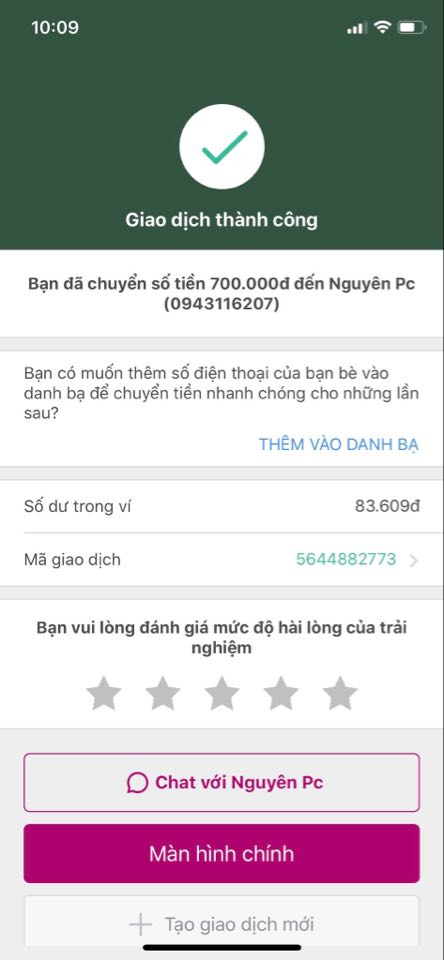 10:09
Giao dịch thành công
Bạn đã chuyển số tiền 700.000đ đến Nguyên Pc
(0943116207)
Bạn có muốn thêm số điện thoại của bạn bè vào
danh bạ để chuyển tiền nhanh chóng cho những lần
sau?
THÊM VÀO DANH BẠ
Số dư trong ví 83.609đ
Mã giao dịch 5644882773
Bạn vui lòng đánh giá mức độ hài lòng của trải
nghiệm
Chat với Nguyên Pc
Màn hình chính
Tạo giao dịch mới